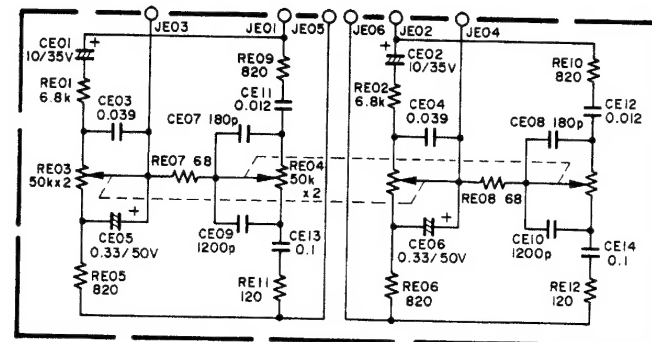 JE03
JE01
JE05
JE06
JE02
JE04
CE01
10/35V
+
RE09
820
CE02
10/35V
+
RE10
820
RE01
6.8k
CE03
0.039
CE11
0.012
RE02
6.8k
CE04
0.039
CE12
0.012
CE07 180p
CE08 180p
RE03
50kx2
RE07 68
RE04
50k
x2
RE08 68
+
CE05
0.33/50V
CE09
1200p
CE13
0.1
+
CE06
0.33/50V
CE10
1200p
CE14
0.1
RE05
820
RE11
120
RE06
820
RE12
120